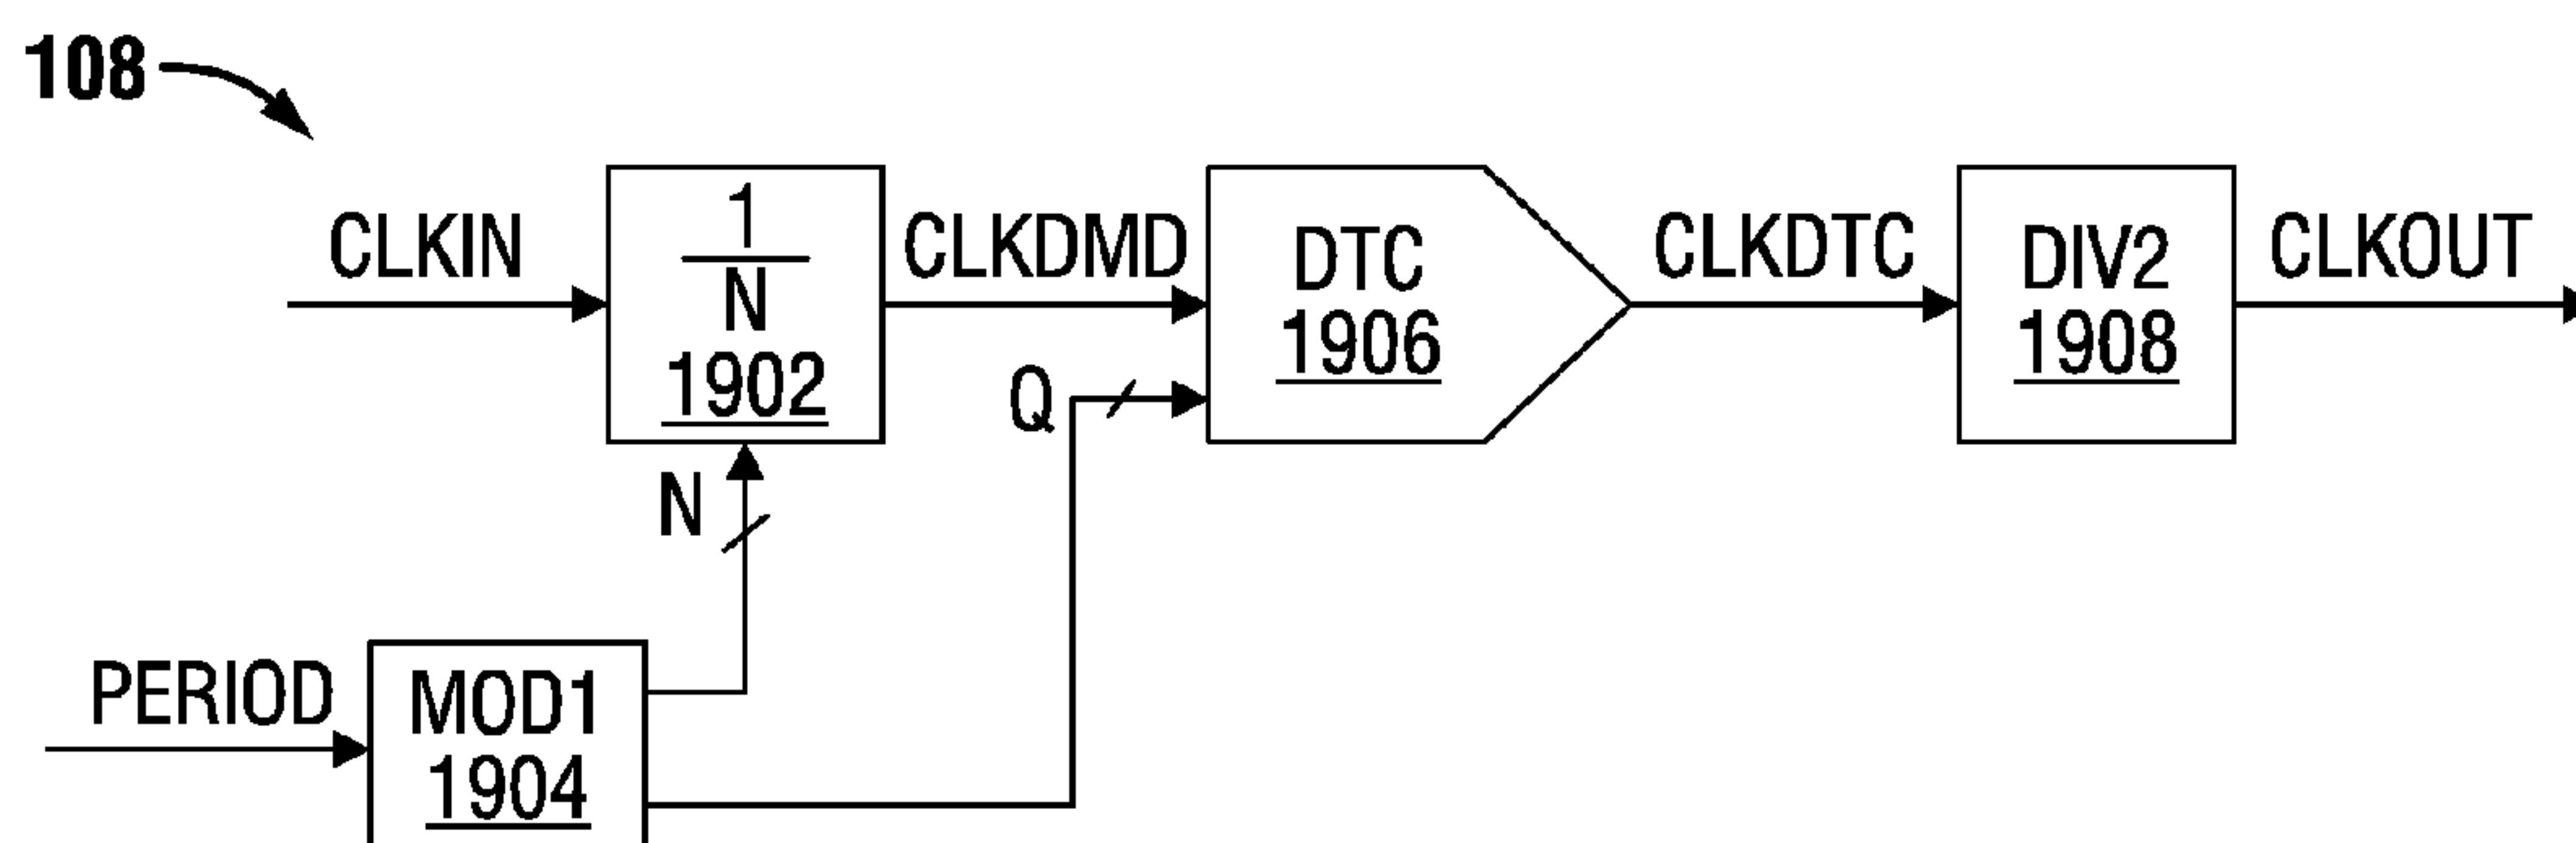 108
CLKIN
1
N
1902
CLKDMD
DTC
1906
CLKDTC
DIV2
1908
CLKOUT
Q
N
PERIOD
MOD1
1904